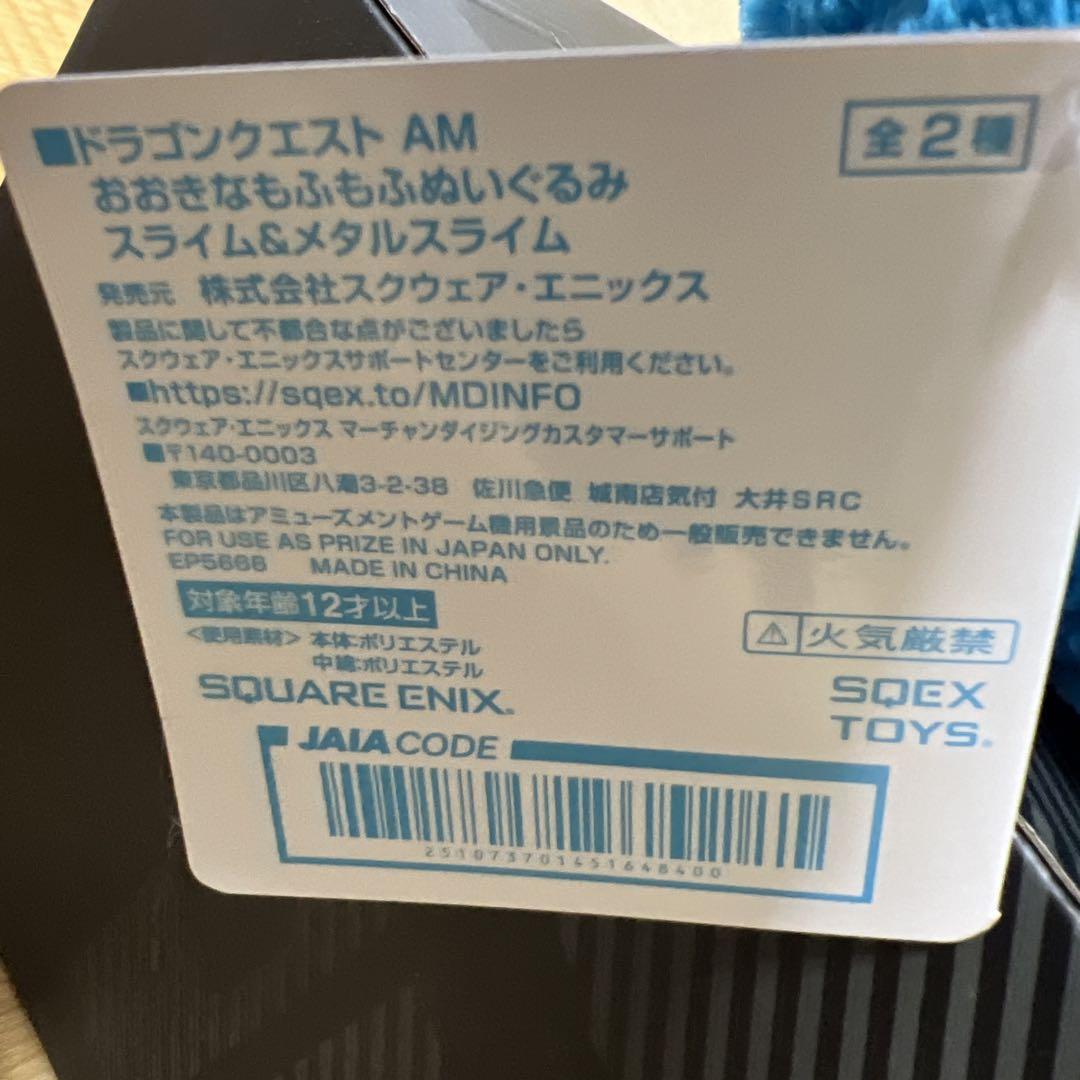 ■ドラゴンクエスト AM
全2種
おおきなもふもふぬいぐるみ
スライム&メタルスライム
発売元 株式会社スクウェア・エニックス
製品に関して不都合な点がございましたら
スクウェア・エニックスサポートセンターをご利用ください。
■https://sqex.to/MDINFO
スクウェア・エニックス マーチャンダイジングカスタマーサポート
■〒140-0003
東京都品川区八潮3-2-38 佐川急便 城南店気付 大井SRC
本製品はアミューズメントゲーム機用景品のため一般販売できません。
FOR USE AS PRIZE IN JAPAN ONLY.
EP5666 MADE IN CHINA
対象年齢12才以上
<使用素材> 本体:ポリエステル
中綿:ポリエステル
⚠火気厳禁
SQUARE ENIX.
SQEX
TOYS.
JAIA CODE
251073701451648400